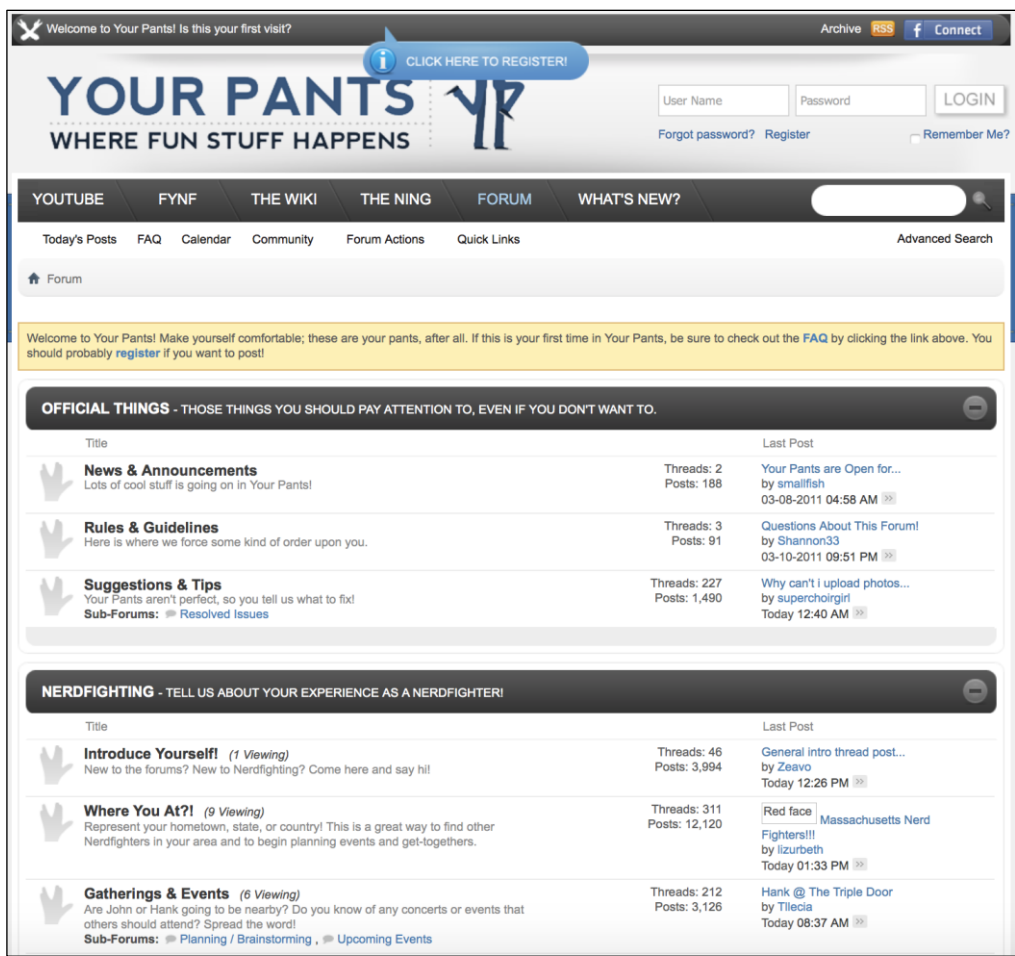 Welcome to Your Pants! Is this your first visit?
Archive RSS f Connect
CLICK HERE TO REGISTER!
YOUR PANTS
WHERE FUN STUFF HAPPENS
User Name Password LOGIN
Forgot password? Register Remember Me?
YOUTUBE FYNF THE WIKI THE NING FORUM WHAT'S NEW?
Today's Posts FAQ Calendar Community Forum Actions Quick Links Advanced Search
Forum
Welcome to Your Pants! Make yourself comfortable; these are your pants, after all. If this is your first time in Your Pants, be sure to check out the FAQ by clicking the link above. You
should probably register if you want to post!
OFFICIAL THINGS - THOSE THINGS YOU SHOULD PAY ATTENTION TO, EVEN IF YOU DON'T WANT TO.
Title Last Post
News & Announcements
Lots of cool stuff is going on in Your Pants!
Threads: 2
Posts: 188
Your Pants are Open for...
by smallfish
03-08-2011 04:58 AM
Rules & Guidelines
Here is where we force some kind of order upon you.
Threads: 3
Posts: 91
Questions About This Forum!
by Shannon33
03-10-2011 09:51 PM
Suggestions & Tips
Your Pants aren't perfect, so you tell us what to fix!
Sub-Forums: Resolved Issues
Threads: 227
Posts: 1,490
Why can't i upload photos...
by superchoirgirl
Today 12:40 AM
NERDFIGHTING - TELL US ABOUT YOUR EXPERIENCE AS A NERDFIGHTER!
Title Last Post
Introduce Yourself! (1 Viewing)
New to the forums? New to Nerdfighting? Come here and say hi!
Threads: 46
Posts: 3,994
General intro thread post...
by Zeavo
Today 12:26 PM
Where You At?! (9 Viewing)
Represent your hometown, state, or country! This is a great way to find other
Nerdfighters in your area and to begin planning events and get-togethers.
Threads: 311
Posts: 12,120
Red face Massachusetts Nerd
Fighters!!!
by lizurbeth
Today 01:33 PM
Gatherings & Events (6 Viewing)
Are John or Hank going to be nearby? Do you know of any concerts or events that
others should attend? Spread the word!
Sub-Forums: Planning / Brainstorming , Upcoming Events
Threads: 212
Posts: 3,126
Hank @ The Triple Door
by Tllecia
Today 08:37 AM